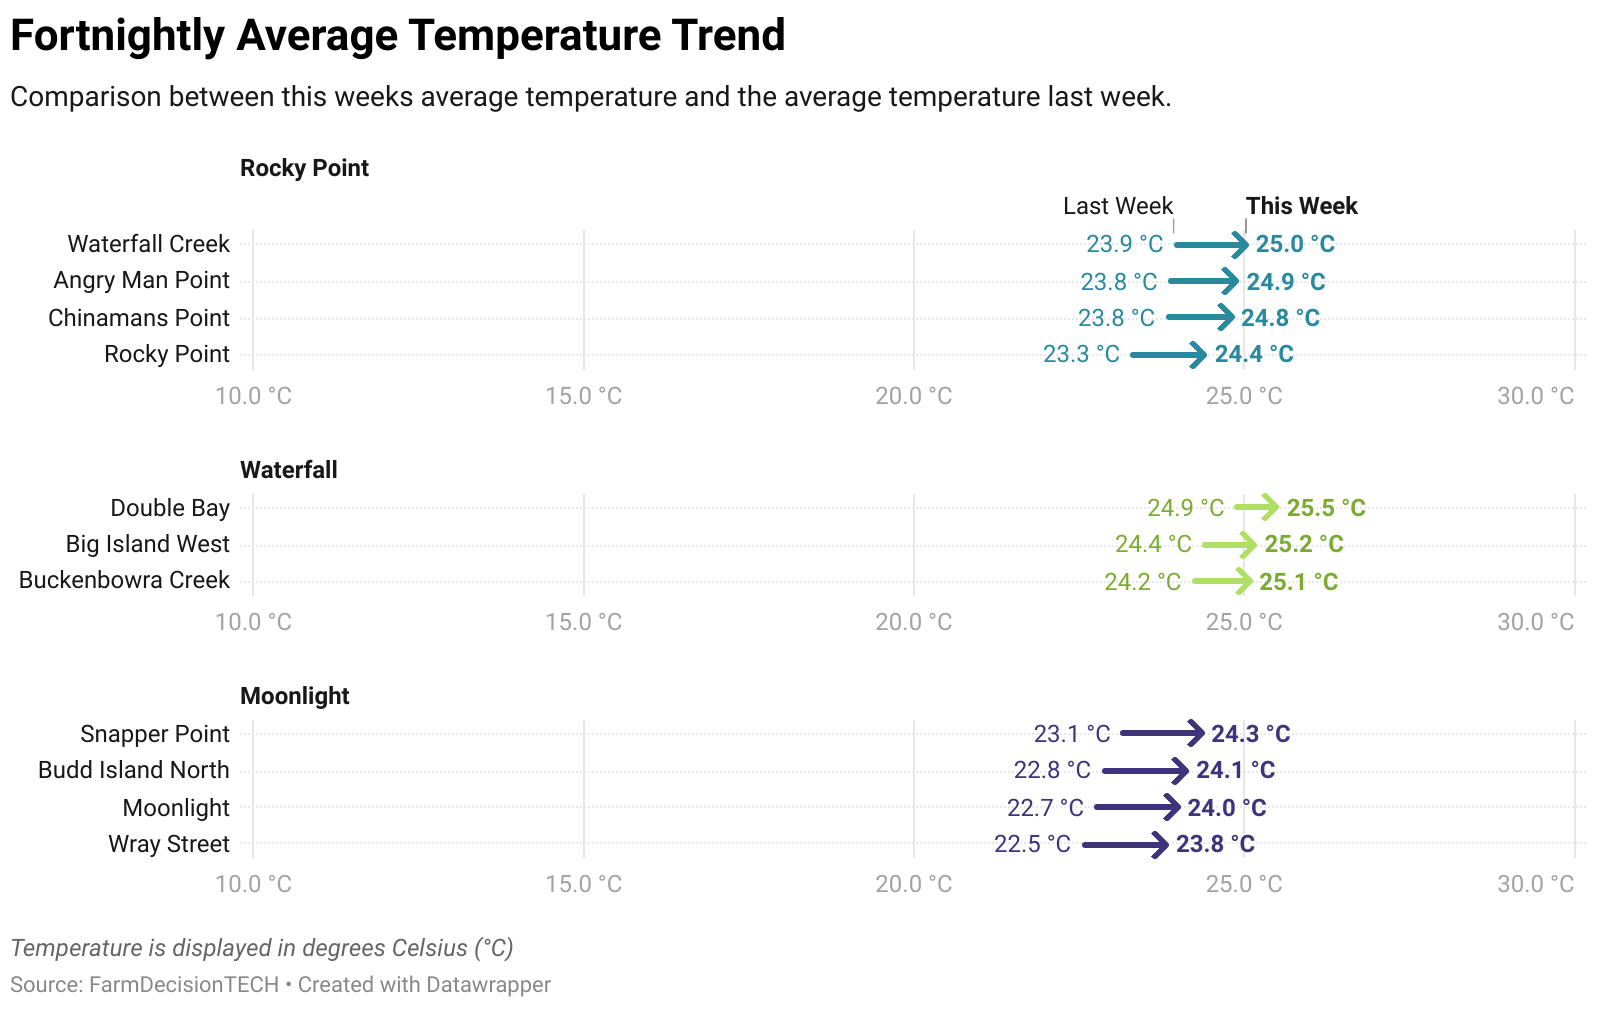 Fortnightly Average Temperature Trend
Comparison between this weeks average temperature and the average temperature last week.
Rocky Point
Last Week This Week
Waterfall Creek 23.9 °C 25.0 °C
Angry Man Point 23.8 °C 24.9 °C
Chinamans Point 23.8 °C 24.8 °C
Rocky Point 23.3 °C 24.4 °C
10.0 °C 15.0 °C 20.0 °C 25.0 °C 30.0 °C
Waterfall
Double Bay 24.9 °C 25.5 °C
Big Island West 24.4 °C 25.2 °C
Buckenbowra Creek 24.2 °C 25.1 °C
10.0 °C 15.0 °C 20.0 °C 25.0 °C 30.0 °C
Moonlight
Snapper Point 23.1 °C 24.3 °C
Budd Island North 22.8 °C 24.1 °C
Moonlight 22.7 °C 24.0 °C
Wray Street 22.5 °C 23.8 °C
10.0 °C 15.0 °C 20.0 °C 25.0 °C 30.0 °C
Temperature is displayed in degrees Celsius (°C)
Source: FarmDecisionTECH • Created with Datawrapper